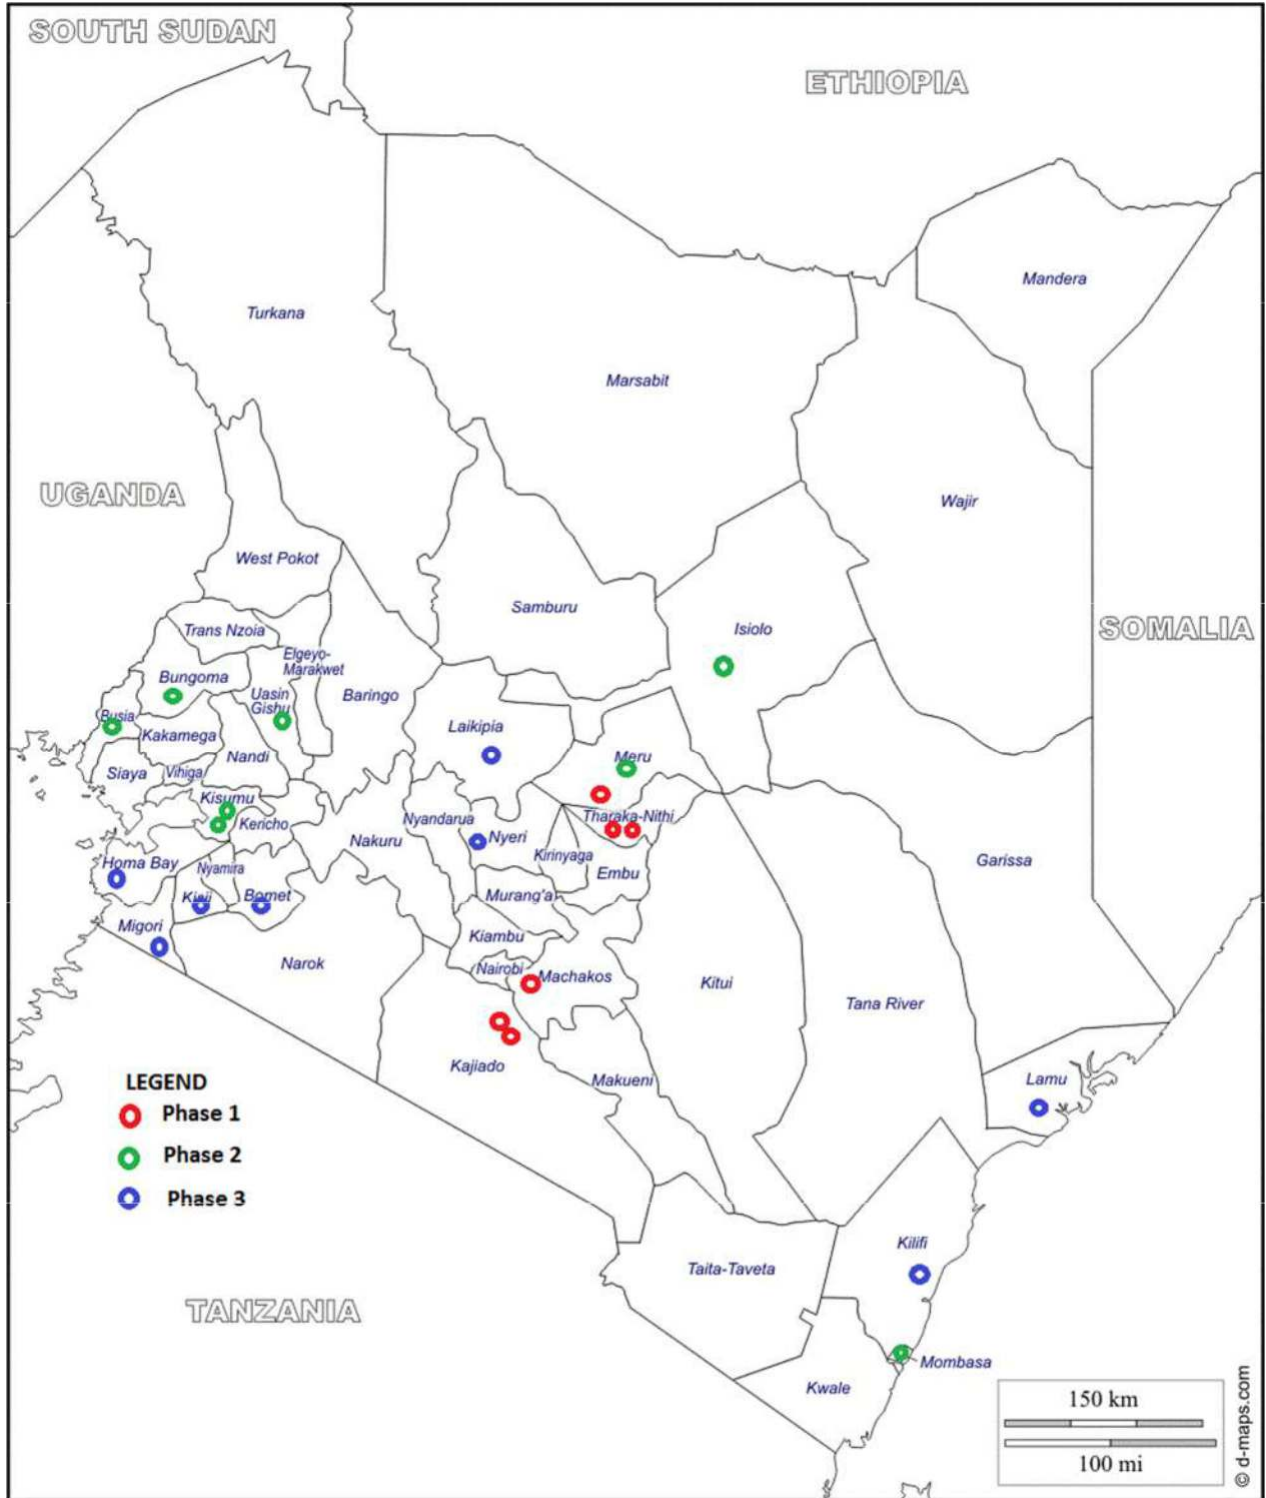 SOUTH SUDAN
ETHIOPIA
Mandera
Turkana
Marsabit
UGANDA
Wajir
West Pokot
Samburu
Trans Nzoia
Isiolo
SOMALIA
Elgeyo-
Marakwet
Bungoma
Uasin
Gishu
Baringo
Busia
Laikipia
Kakamega
Nandi
Meru
Siaya
Vihiga
Kisumu
Kericho
Nyandarua
Tharaka-Nithi
Nakuru
Nyeri
Kirinyaga
Garissa
Homa Bay
Nyamira
Embu
Kisii
Bomet
Murang'a
Migori
Kiambu
Narok
Nairobi
Machakos
Kitui
Tana River
Kajiado
Makueni
Lamu
LEGEND
Phase 1
Phase 2
Phase 3
Kilifi
Taita-Taveta
TANZANIA
Mombasa
Kwale
150 km
100 mi
© d-maps.com